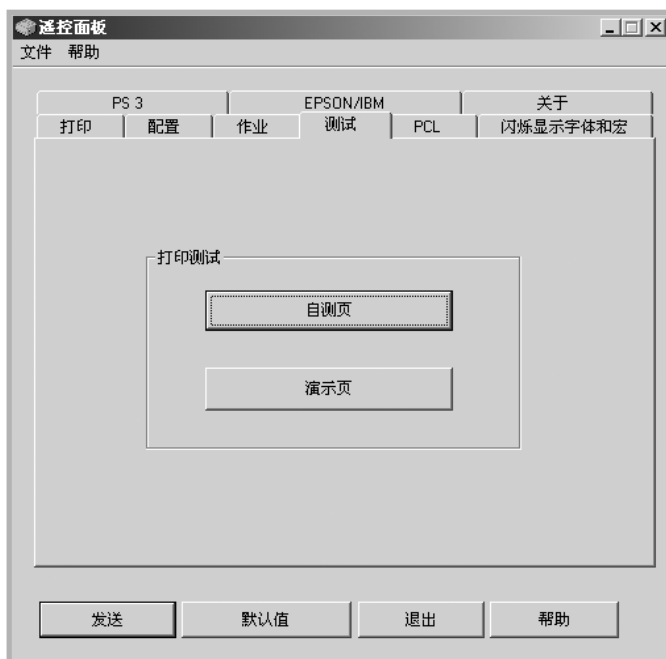 遥控面板
文件 帮助
PS 3 EPSON/IBM 关于
打印 配置 作业 测试 PCL 闪烁显示字体和宏
打印测试
自测页
演示页
发送 默认值 退出 帮助